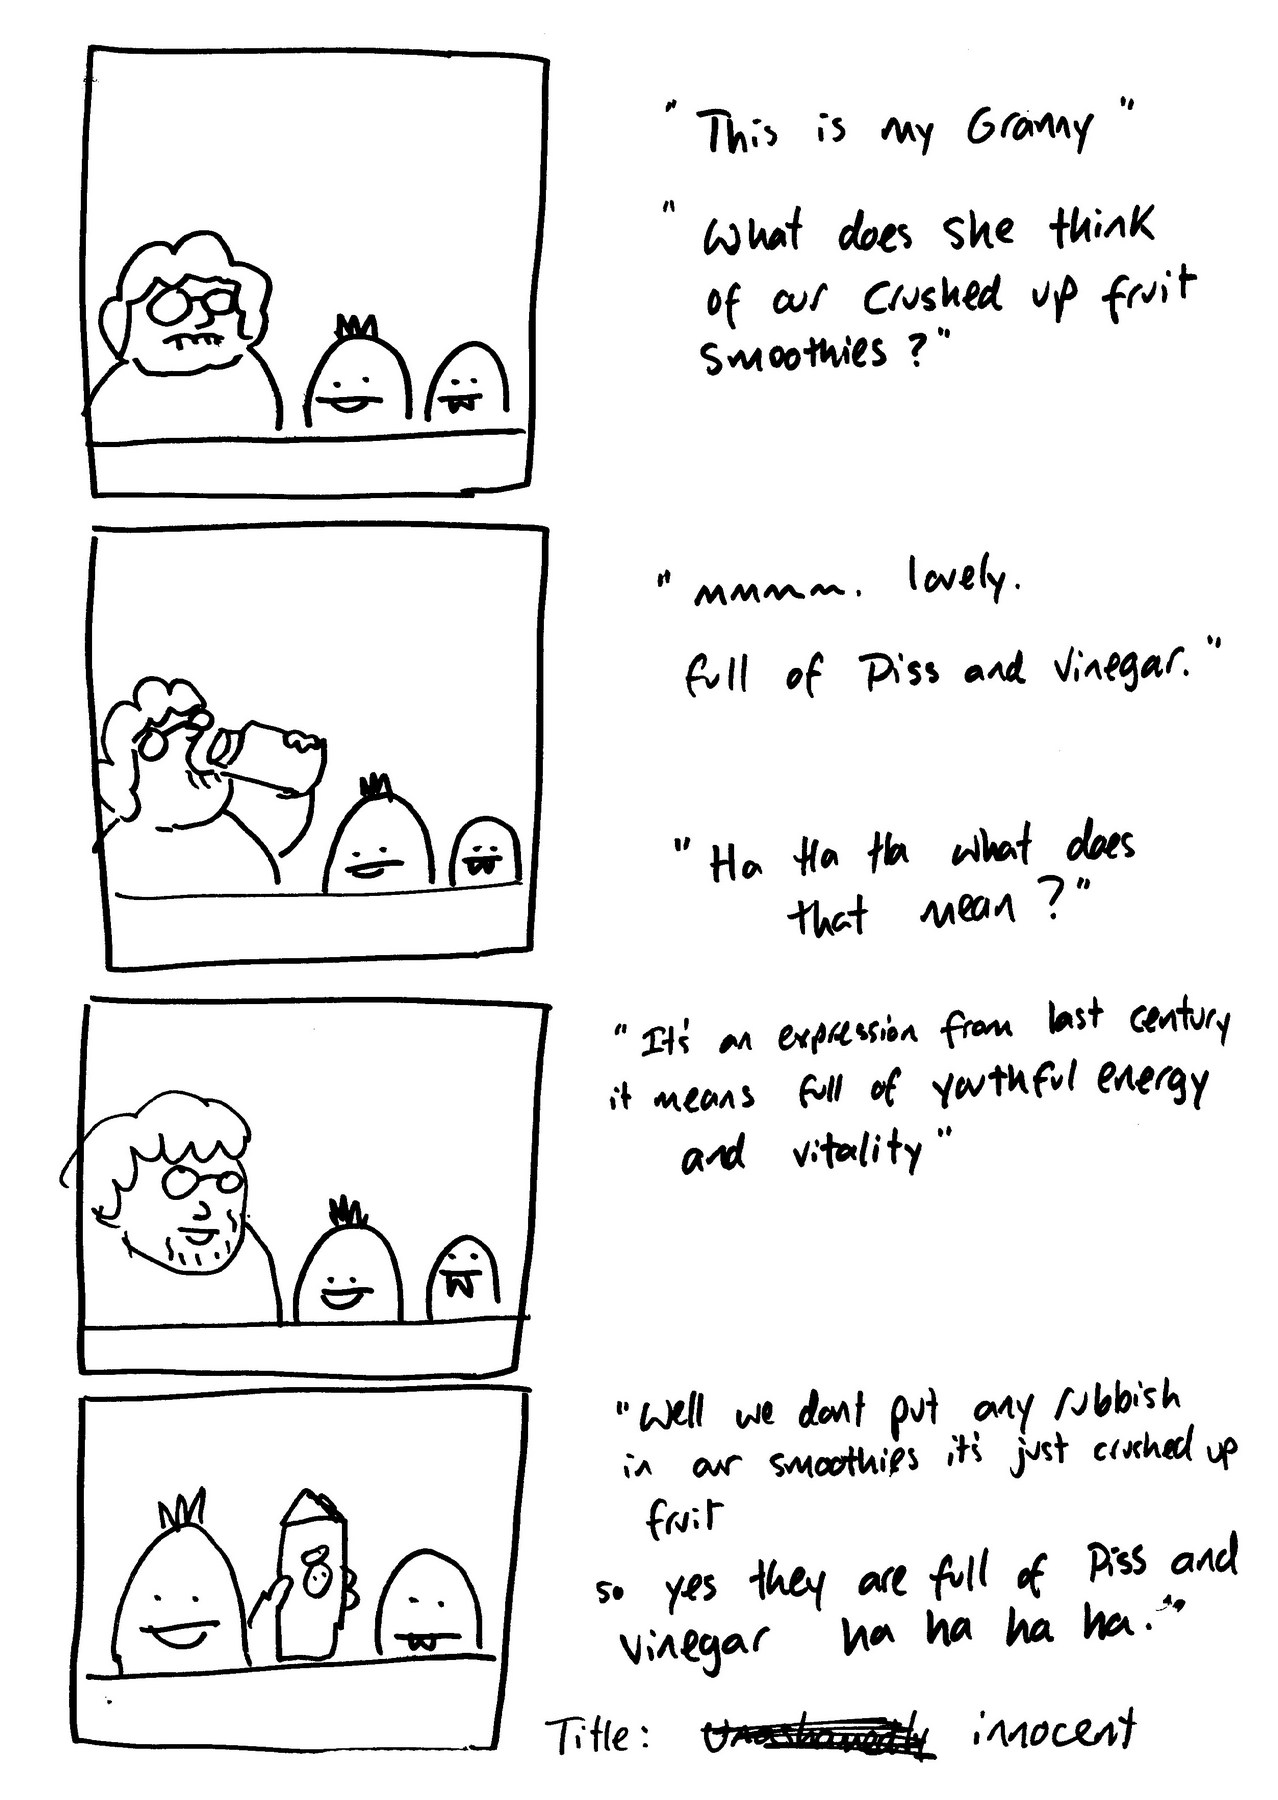 "This is my Granny"
"What does she think
of our crushed up fruit
smoothies?"
"mmmm. lovely.
full of Piss and vinegar."
"Ha Ha Ha what does
that mean?"
"It's an expression from last century
it means full of youthful energy
and vitality"
"Well we dont put any rubbish
in our smoothies it's just crushed up
fruit
so yes they are full of Piss and
vinegar ha ha ha ha."
Title: innocent